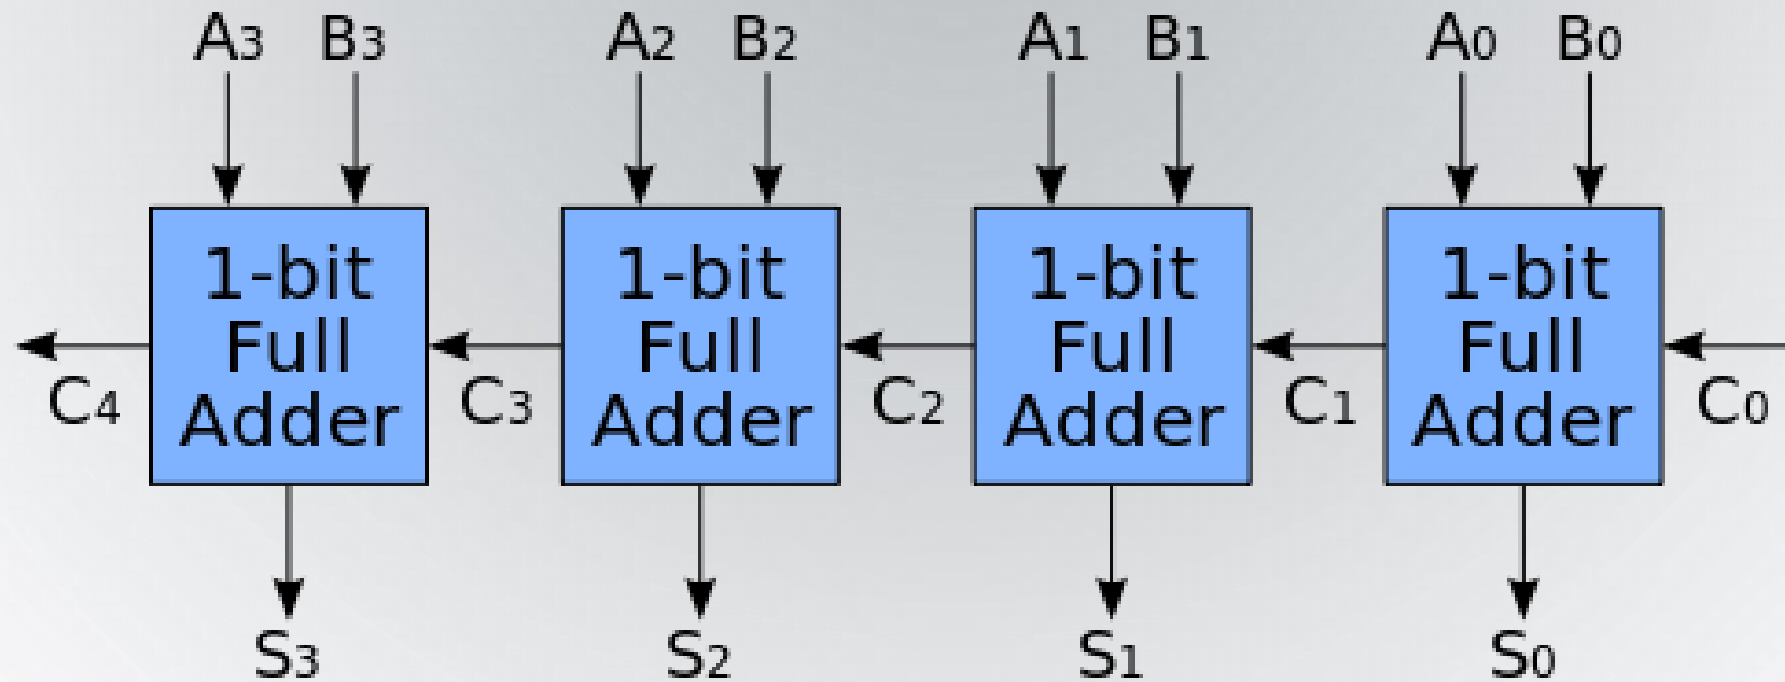 A3 B3 A2 B2 A1 B1 A0 B0
1-bit
Full
Adder
1-bit
Full
Adder
1-bit
Full
Adder
1-bit
Full
Adder
C4 C3 C2 C1 C0
S3 S2 S1 S0